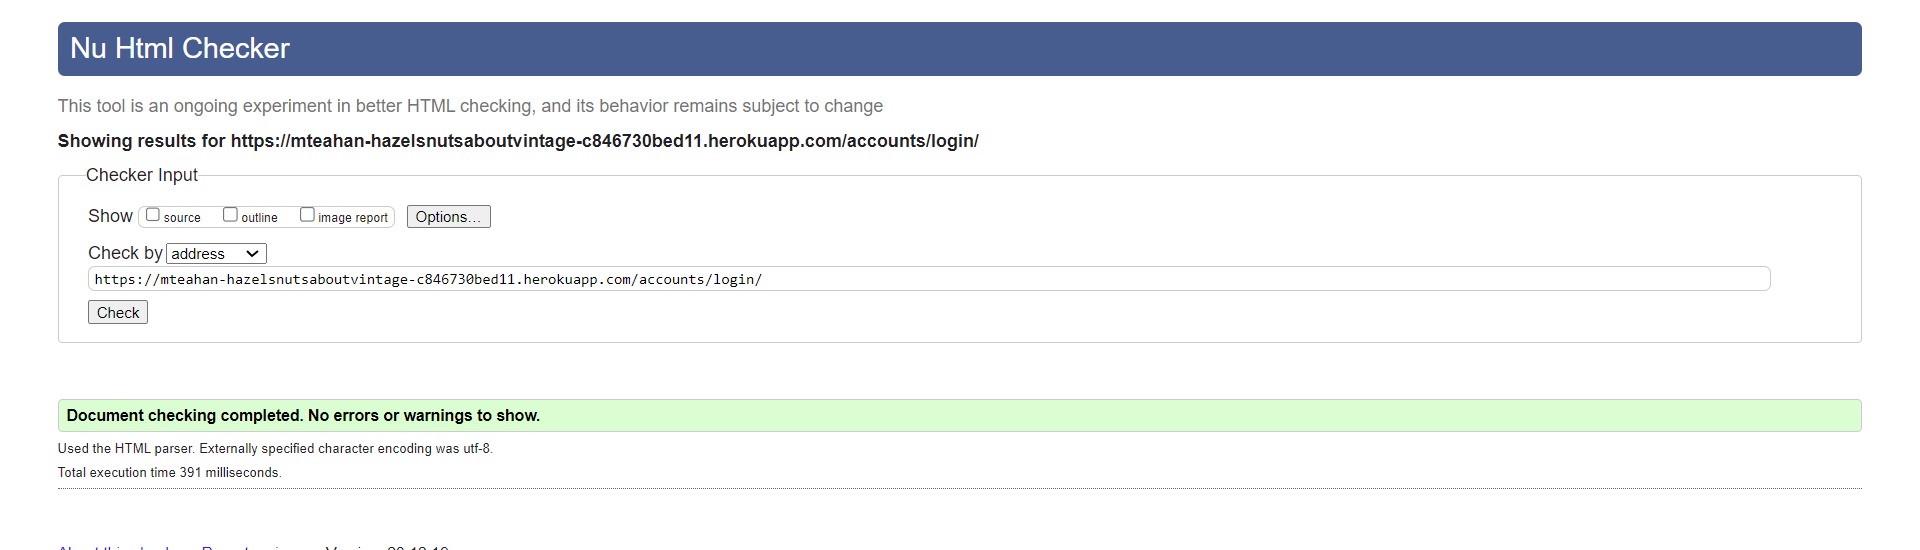 Nu Html Checker
This tool is an ongoing experiment in better HTML checking, and its behavior remains subject to change
Showing results for https://mteahan-hazelsnutsaboutvintage-c846730bed11.herokuapp.com/accounts/login/
Checker Input
Show source outline image report Options...
Check by address
https://mteahan-hazelsnutsaboutvintage-c846730bed11.herokuapp.com/accounts/login/
Check
Document checking completed. No errors or warnings to show.
Used the HTML parser. Externally specified character encoding was utf-8.
Total execution time 391 milliseconds.